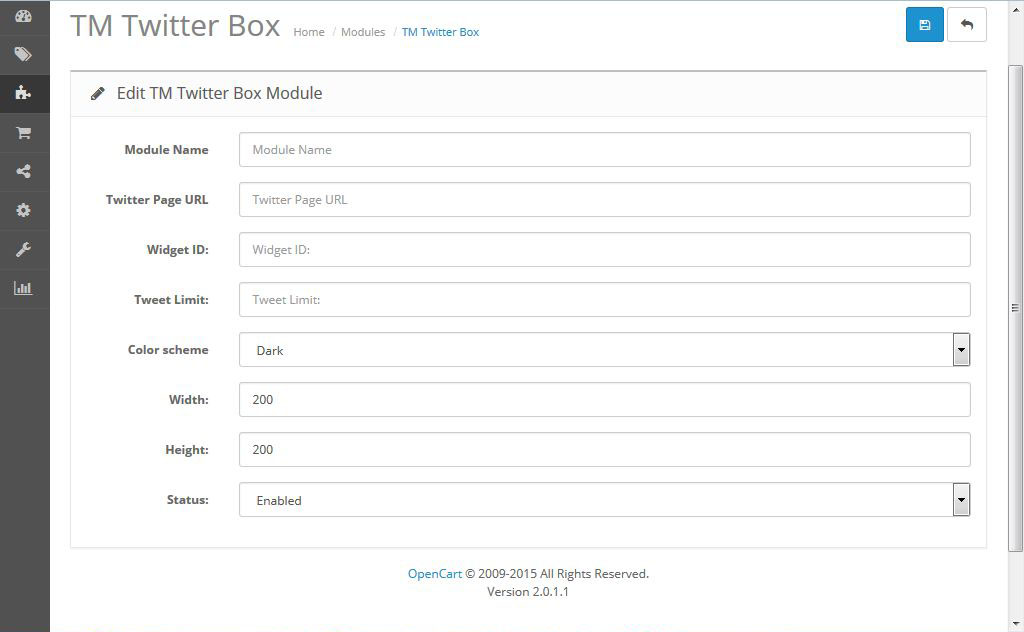 TM Twitter Box Home / Modules / TM Twitter Box
Edit TM Twitter Box Module
Module Name Module Name
Twitter Page URL Twitter Page URL
Widget ID: Widget ID:
Tweet Limit: Tweet Limit:
Color scheme Dark
Width: 200
Height: 200
Status: Enabled
OpenCart © 2009-2015 All Rights Reserved.
Version 2.0.1.1